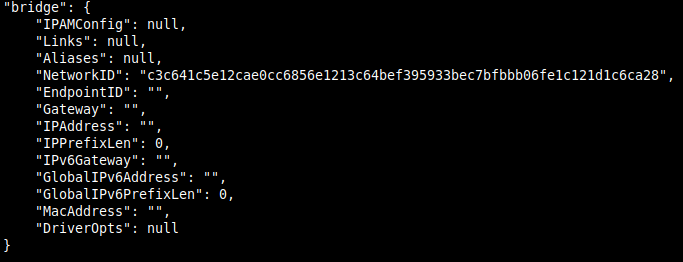 "bridge": {
    "IPAMConfig": null,
    "Links": null,
    "Aliases": null,
    "NetworkID": "c3c641c5e12cae0cc6856e1213c64bef395933bec7bfbbb06fe1c121d1c6ca28",
    "EndpointID": "",
    "Gateway": "",
    "IPAddress": "",
    "IPPrefixLen": 0,
    "IPv6Gateway": "",
    "GlobalIPv6Address": "",
    "GlobalIPv6PrefixLen": 0,
    "MacAddress": "",
    "DriverOpts": null
}